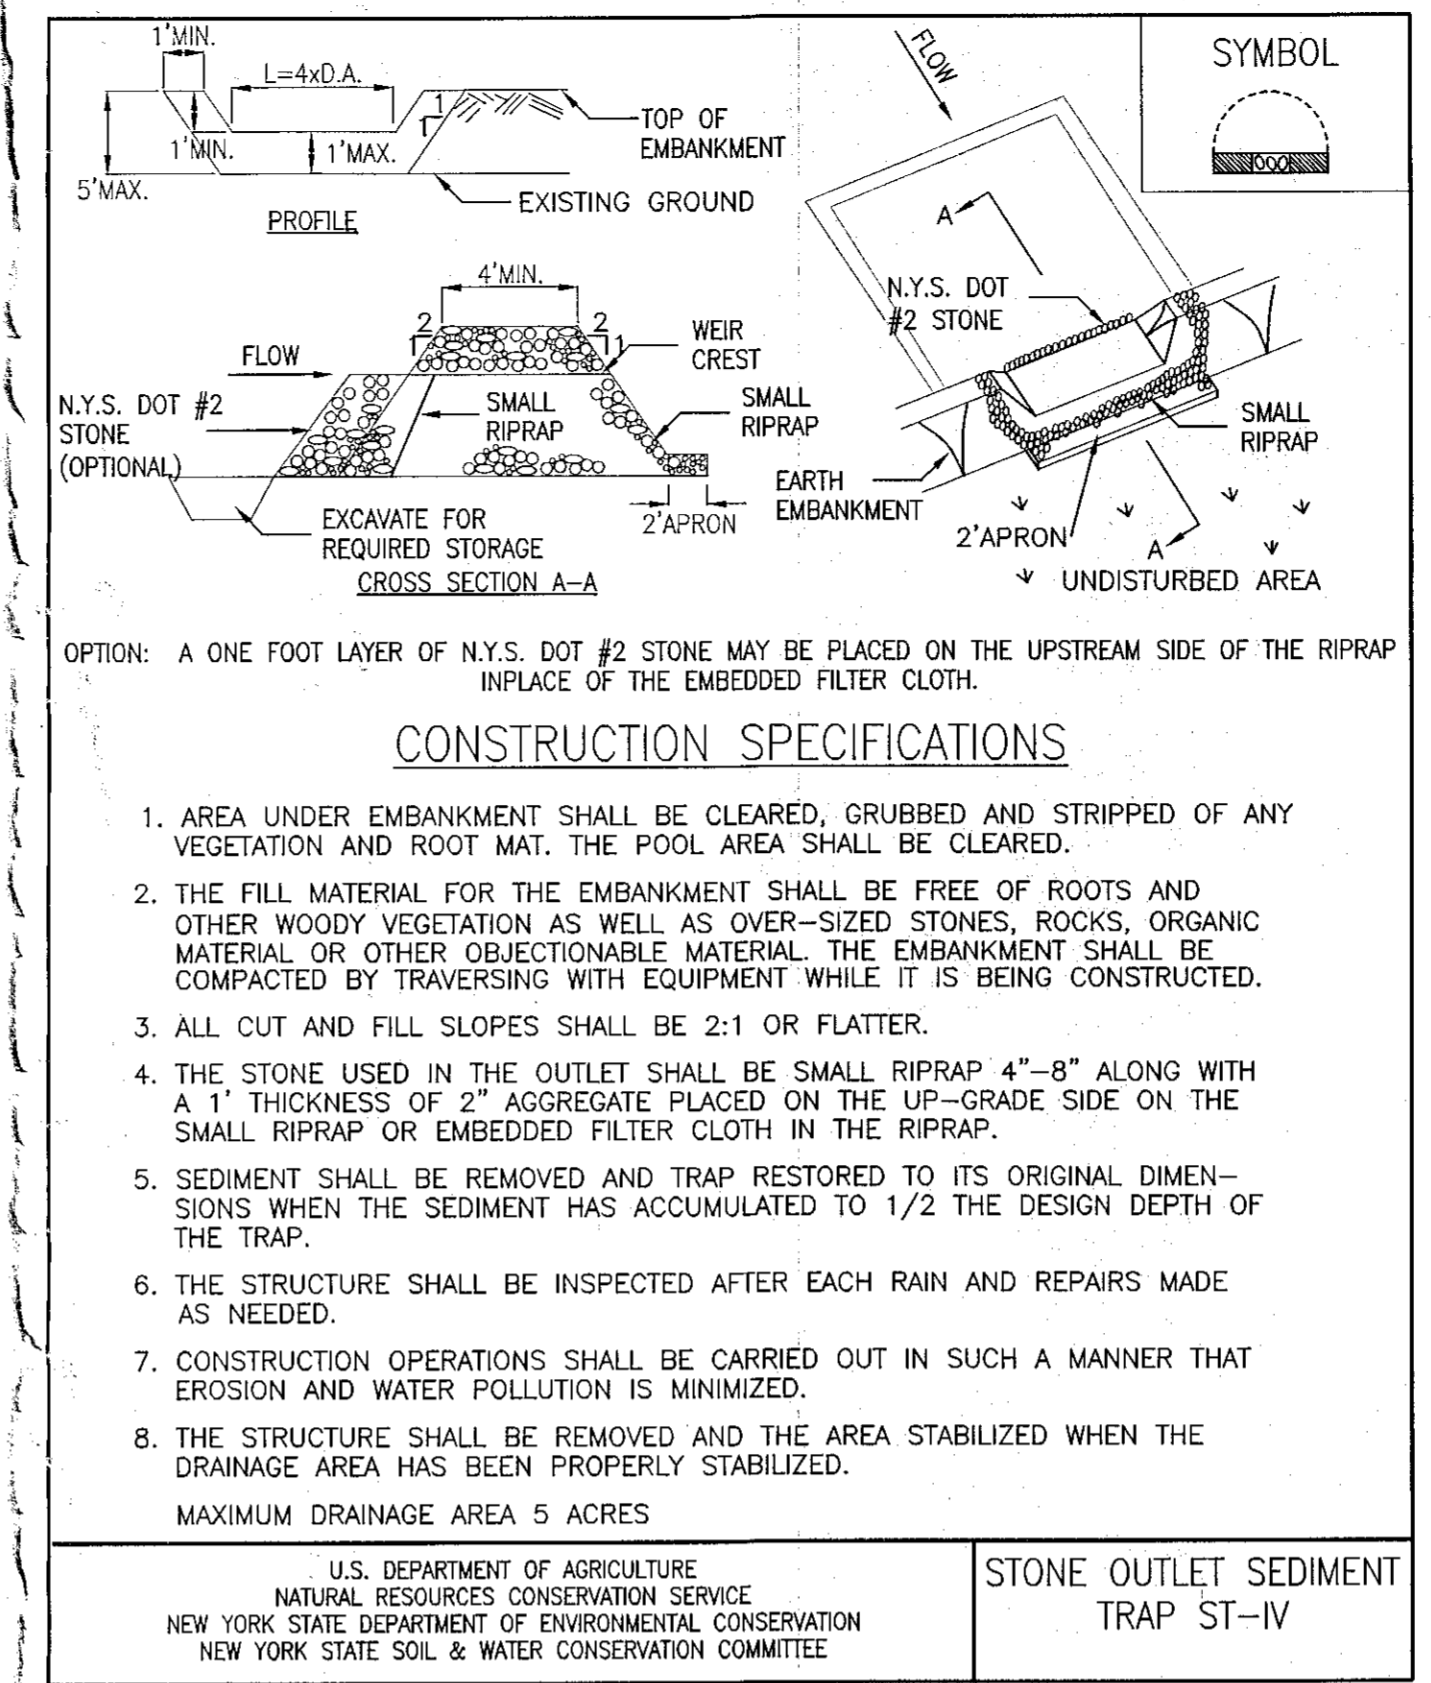 1'MIN.
L=4xD.A.
1
1
TOP OF
EMBANKMENT
1'MIN.
1'MAX.
5'MAX.
EXISTING GROUND
PROFILE
FLOW
SYMBOL
A
N.Y.S. DOT
#2 STONE
SMALL
RIPRAP
EARTH
EMBANKMENT
2'APRON
A
UNDISTURBED AREA
4'MIN.
2
1
2
1
WEIR
CREST
FLOW
N.Y.S. DOT #2
STONE
(OPTIONAL)
SMALL
RIPRAP
SMALL
RIPRAP
2'APRON
EXCAVATE FOR
REQUIRED STORAGE
CROSS SECTION A-A
OPTION: A ONE FOOT LAYER OF N.Y.S. DOT #2 STONE MAY BE PLACED ON THE UPSTREAM SIDE OF THE RIPRAP
INPLACE OF THE EMBEDDED FILTER CLOTH.
CONSTRUCTION SPECIFICATIONS
1. AREA UNDER EMBANKMENT SHALL BE CLEARED, GRUBBED AND STRIPPED OF ANY
VEGETATION AND ROOT MAT. THE POOL AREA SHALL BE CLEARED.
2. THE FILL MATERIAL FOR THE EMBANKMENT SHALL BE FREE OF ROOTS AND
OTHER WOODY VEGETATION AS WELL AS OVER-SIZED STONES, ROCKS, ORGANIC
MATERIAL OR OTHER OBJECTIONABLE MATERIAL. THE EMBANKMENT SHALL BE
COMPACTED BY TRAVERSING WITH EQUIPMENT WHILE IT IS BEING CONSTRUCTED.
3. ALL CUT AND FILL SLOPES SHALL BE 2:1 OR FLATTER.
4. THE STONE USED IN THE OUTLET SHALL BE SMALL RIPRAP 4"-8" ALONG WITH
A 1' THICKNESS OF 2" AGGREGATE PLACED ON THE UP-GRADE SIDE ON THE
SMALL RIPRAP OR EMBEDDED FILTER CLOTH IN THE RIPRAP.
5. SEDIMENT SHALL BE REMOVED AND TRAP RESTORED TO ITS ORIGINAL DIMEN-
SIONS WHEN THE SEDIMENT HAS ACCUMULATED TO 1/2 THE DESIGN DEPTH OF
THE TRAP.
6. THE STRUCTURE SHALL BE INSPECTED AFTER EACH RAIN AND REPAIRS MADE
AS NEEDED.
7. CONSTRUCTION OPERATIONS SHALL BE CARRIED OUT IN SUCH A MANNER THAT
EROSION AND WATER POLLUTION IS MINIMIZED.
8. THE STRUCTURE SHALL BE REMOVED AND THE AREA STABILIZED WHEN THE
DRAINAGE AREA HAS BEEN PROPERLY STABILIZED.
MAXIMUM DRAINAGE AREA 5 ACRES
U.S. DEPARTMENT OF AGRICULTURE
NATURAL RESOURCES CONSERVATION SERVICE
NEW YORK STATE DEPARTMENT OF ENVIRONMENTAL CONSERVATION
NEW YORK STATE SOIL & WATER CONSERVATION COMMITTEE
STONE OUTLET SEDIMENT
TRAP ST-IV